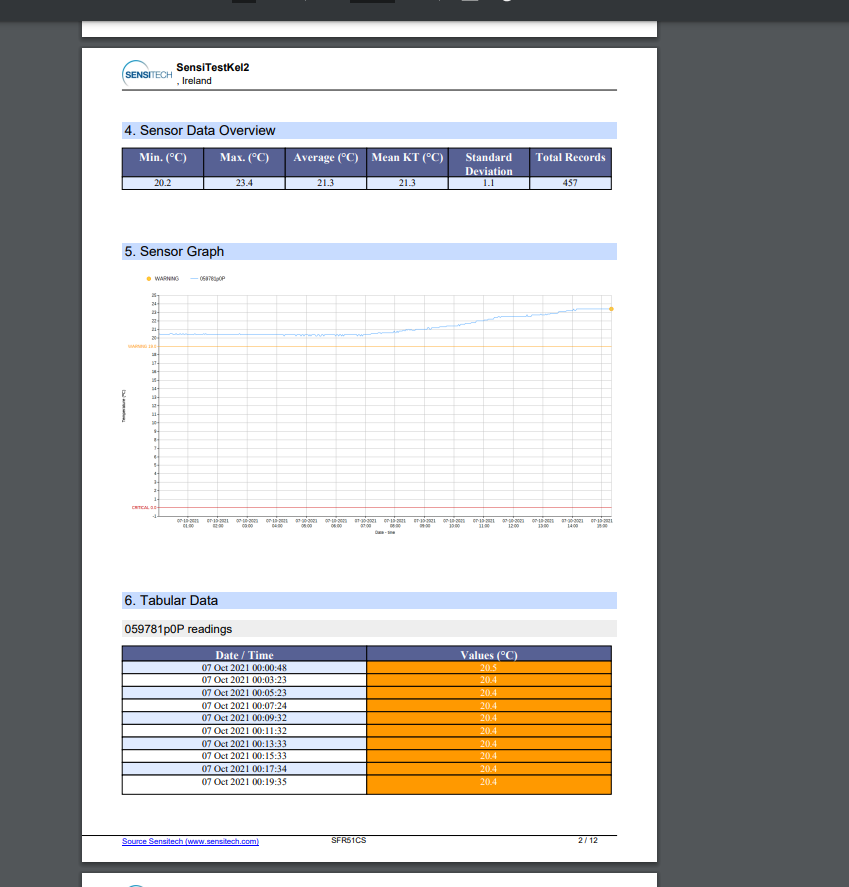 SENSITECH
SensiTestKel2
, Ireland
4. Sensor Data Overview
Min. (°C) Max. (°C) Average (°C) Mean KT (°C) Standard Deviation Total Records
20.2 23.4 21.3 21.3 1.1 457
5. Sensor Graph
WARNING 059781p0P
25
24
23
22
21
20
WARNING 19.0
18
17
16
15
14
13
12
11
10
9
8
7
6
5
4
3
2
1
CRITICAL 0.0
-1
Temperature (°C)
07-10-2021 07-10-2021 07-10-2021 07-10-2021 07-10-2021 07-10-2021 07-10-2021 07-10-2021 07-10-2021 07-10-2021 07-10-2021 07-10-2021 07-10-2021 07-10-2021 07-10-2021
01:00 02:00 03:00 04:00 05:00 06:00 07:00 08:00 09:00 10:00 11:00 12:00 13:00 14:00 15:00
Date - time
6. Tabular Data
059781p0P readings
Date / Time Values (°C)
07 Oct 2021 00:00:48 20.5
07 Oct 2021 00:03:23 20.4
07 Oct 2021 00:05:23 20.4
07 Oct 2021 00:07:24 20.4
07 Oct 2021 00:09:32 20.4
07 Oct 2021 00:11:32 20.4
07 Oct 2021 00:13:33 20.4
07 Oct 2021 00:15:33 20.4
07 Oct 2021 00:17:34 20.4
07 Oct 2021 00:19:35 20.4
Source Sensitech (www.sensitech.com) SFR51CS 2 / 12